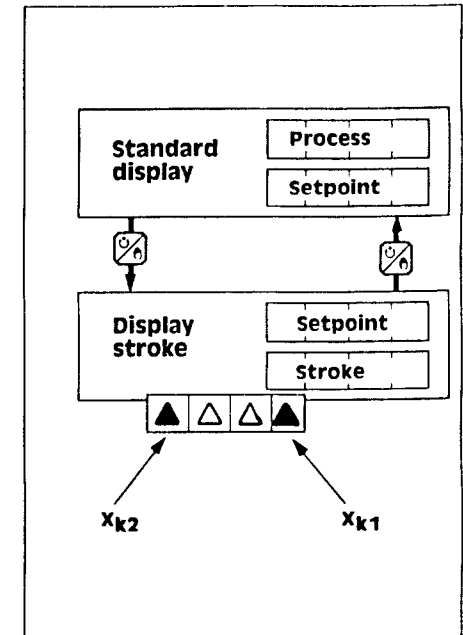 Standard
display
Process
Setpoint
Display
stroke
Setpoint
Stroke
Xk2
Xk1